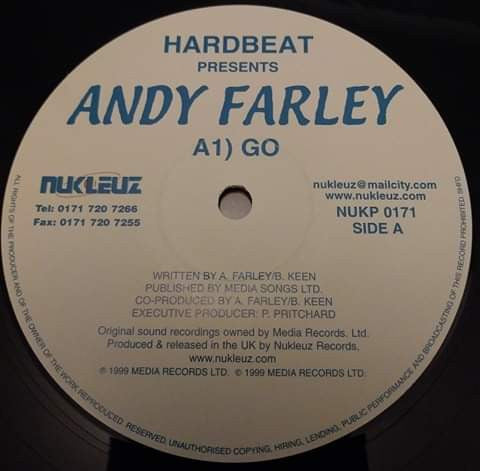 HARDBEAT
PRESENTS
ANDY FARLEY
A1) GO
NUKLEUZ
Tel: 0171 720 7266
Fax: 0171 720 7255
nukleuz@mailcity.com
www.nukleuz.com
NUKP 0171
SIDE A
WRITTEN BY A. FARLEY/B. KEEN
PUBLISHED BY MEDIA SONGS LTD.
CO-PRODUCED BY A. FARLEY/B. KEEN
EXECUTIVE PRODUCER: P. PRITCHARD
Original sound recordings owned by Media Records. Ltd.
Produced & released in the UK by Nukleuz Records.
www.nukleuz.com
℗ 1999 MEDIA RECORDS LTD. © 1999 MEDIA RECORDS LTD.
ALL RIGHTS OF THE PRODUCER AND OF THE OWNER OF THE WORK REPRODUCED. RESERVED. UNAUTHORISED COPYING, HIRING, LENDING, PUBLIC PERFORMANCE AND BROADCASTING OF THIS RECORD PROHIBITED.